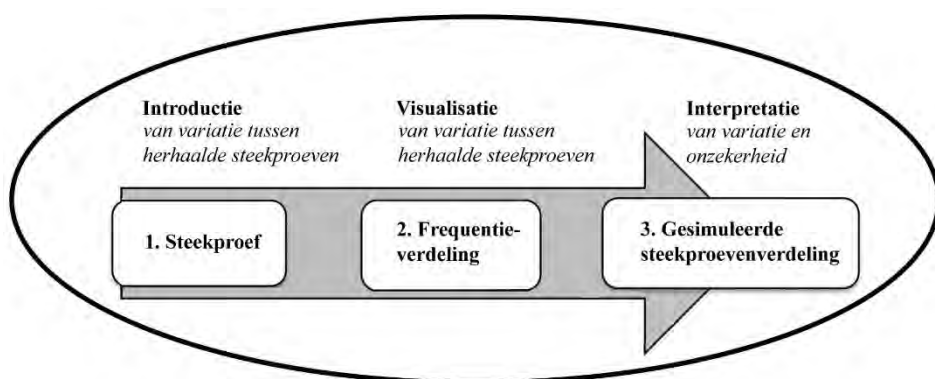 Introductie
van variatie tussen
herhaalde steekproeven
Visualisatie
van variatie tussen
herhaalde steekproeven
Interpretatie
van variatie en
onzekerheid
1. Steekproef
2. Frequentie-
verdeling
3. Gesimuleerde
steekproevenverdeling